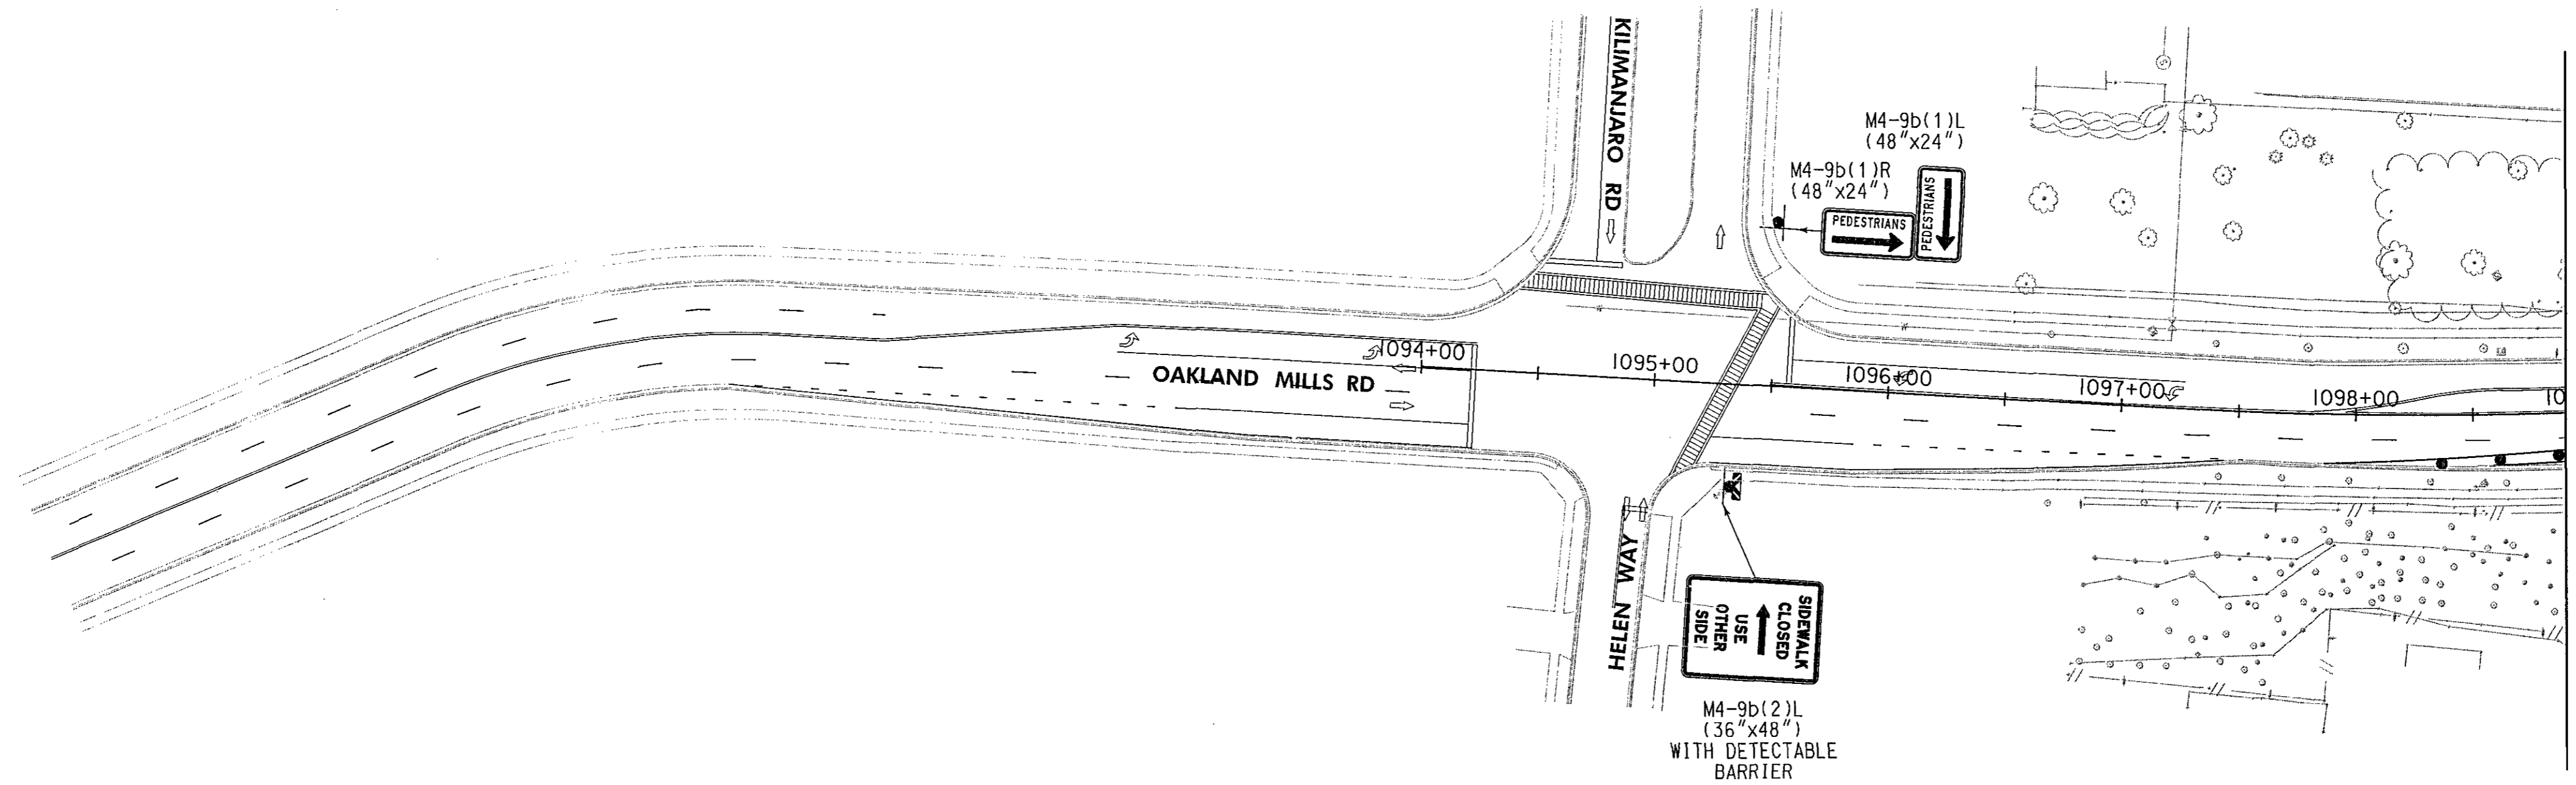 KILIMANJARO RD
M4-9b(1)L
(48"x24")
M4-9b(1)R
(48"x24")
PEDESTRIANS
PEDESTRIANS
1094+00
1095+00
1096+00
1097+00
1098+00
10
OAKLAND MILLS RD
HELEN WAY
SIDEWALK
CLOSED
USE
OTHER
SIDE
M4-9b(2)L
(36"x48")
WITH DETECTABLE
BARRIER